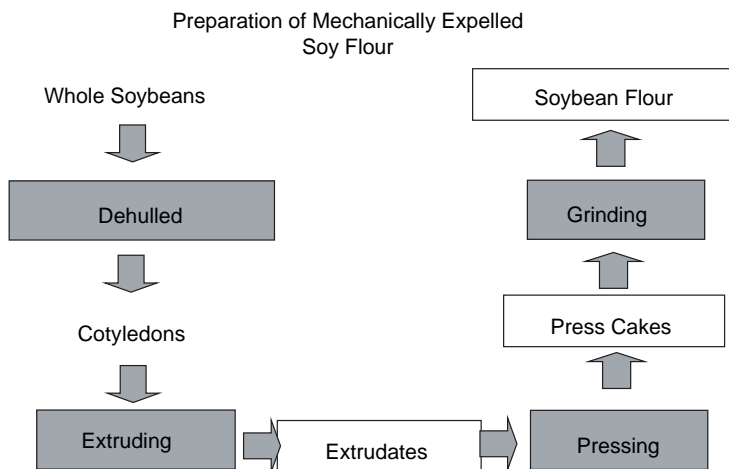 Preparation of Mechanically Expelled
Soy Flour
Whole Soybeans
Dehulled
Cotyledons
Extruding
Extrudates
Pressing
Press Cakes
Grinding
Soybean Flour